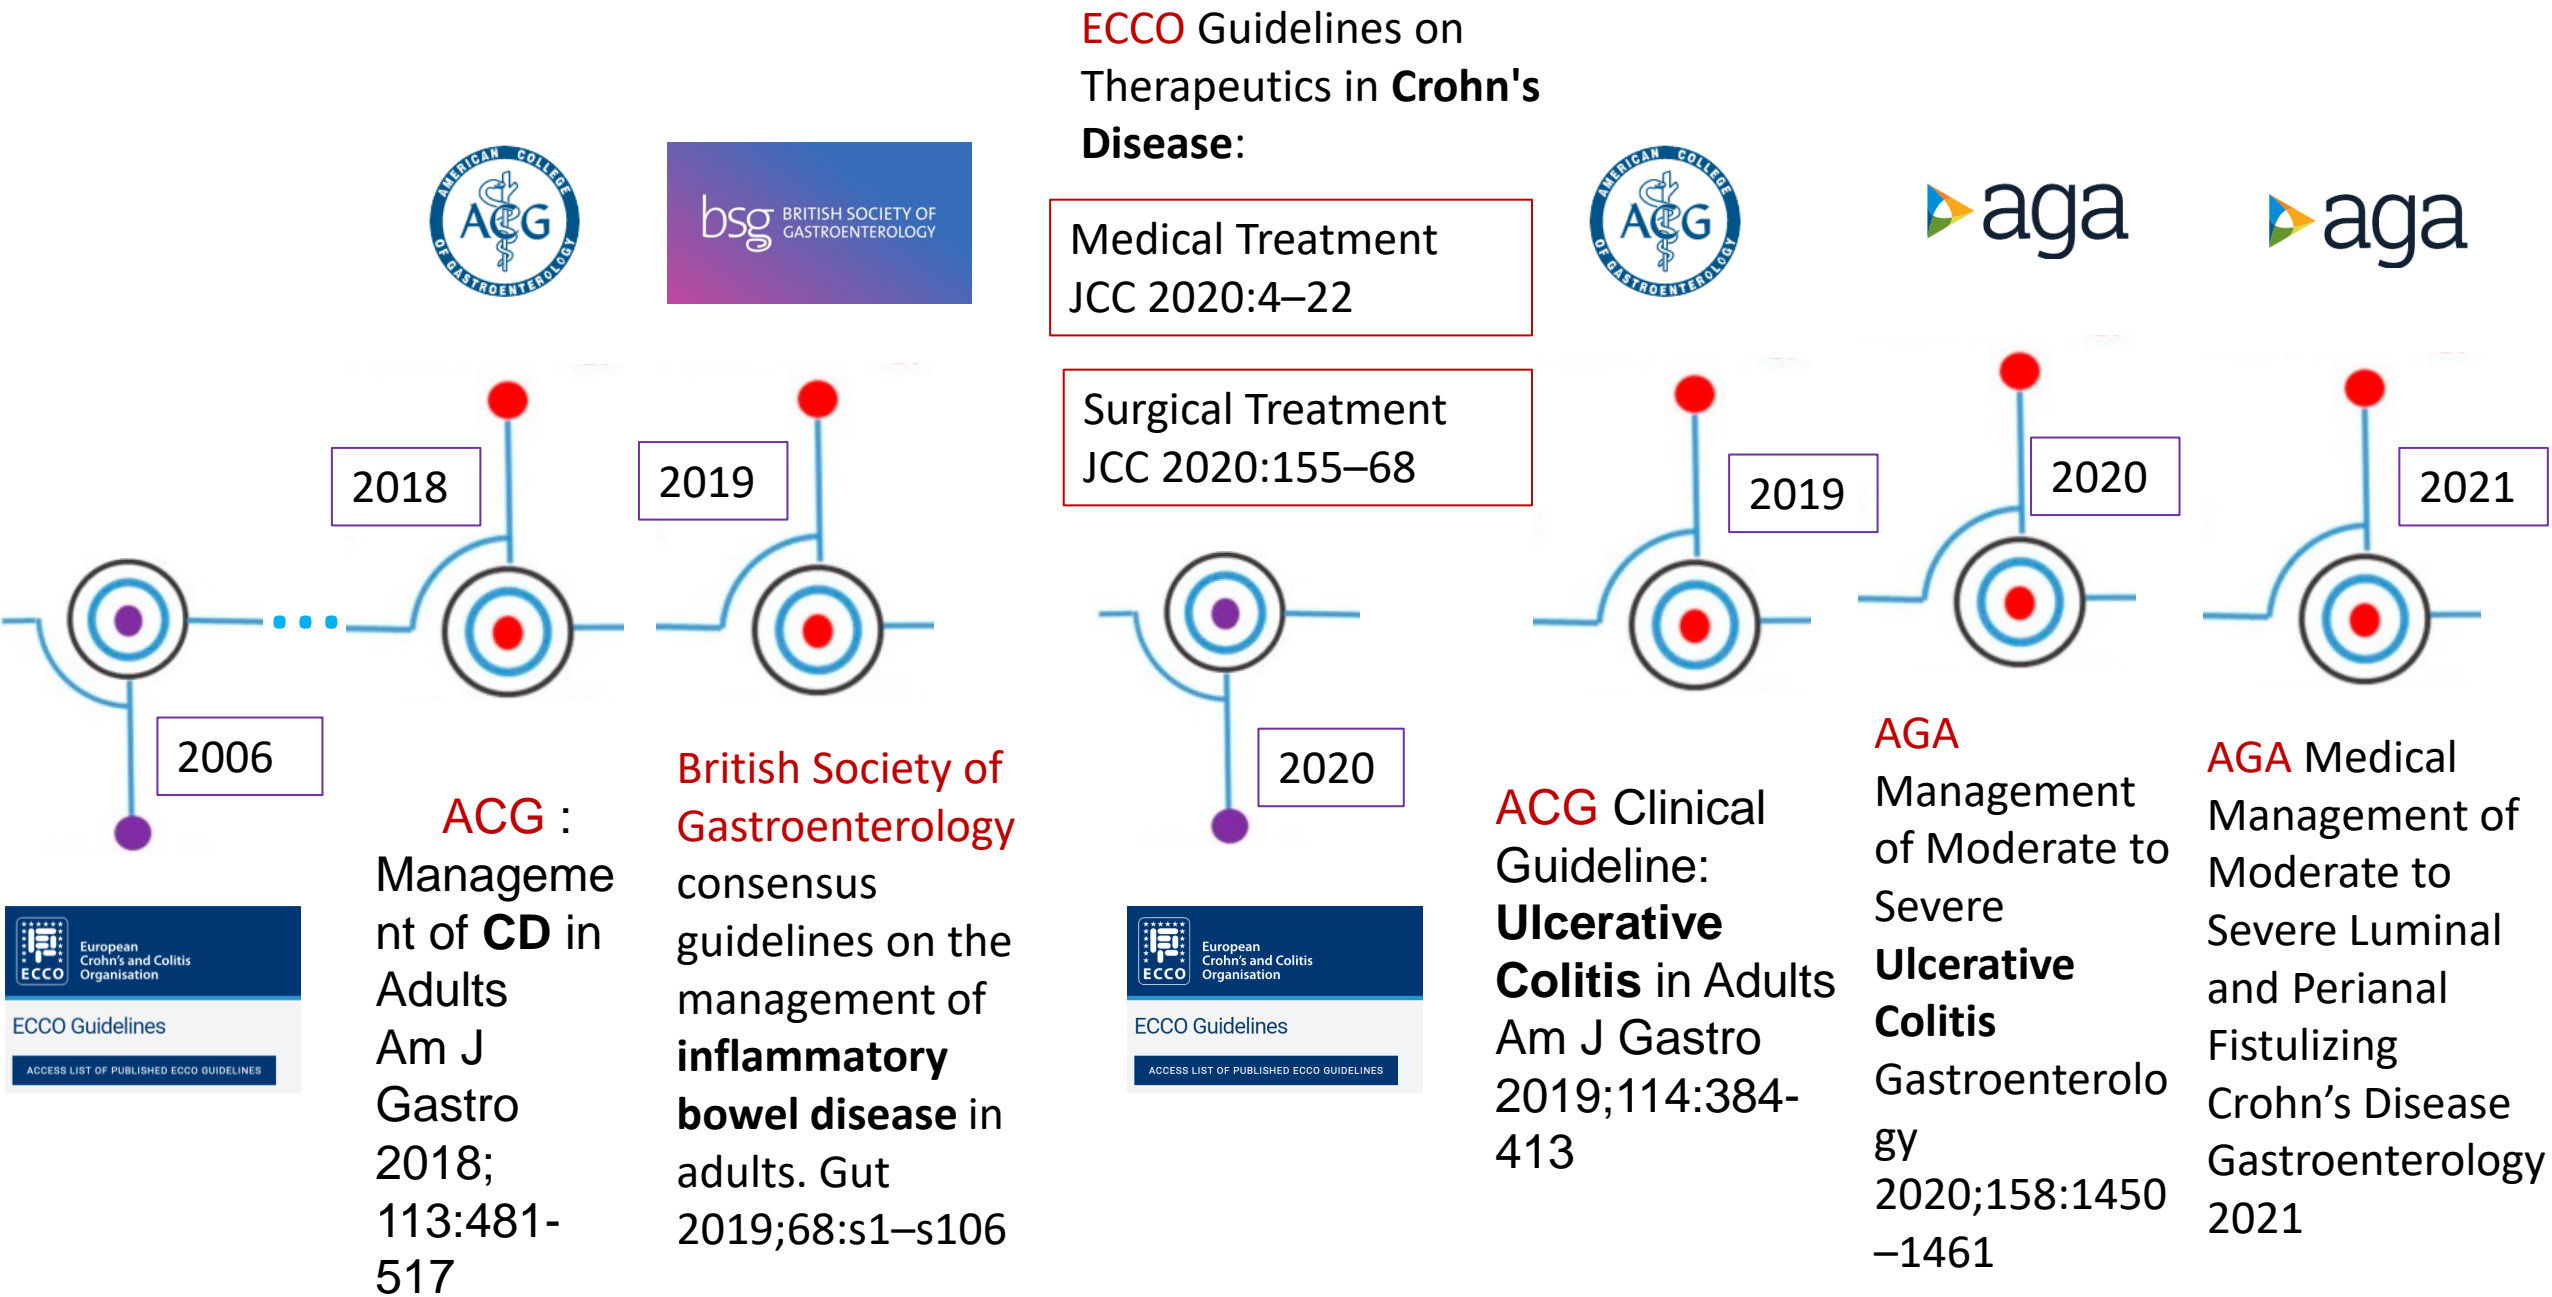 ECCO Guidelines on
Therapeutics in Crohn's
Disease:
Medical Treatment
JCC 2020:4–22
Surgical Treatment
JCC 2020:155–68
AMERICAN COLLEGE
OF GASTROENTEROLOGY
ACG
bsg BRITISH SOCIETY OF
GASTROENTEROLOGY
AMERICAN COLLEGE
OF GASTROENTEROLOGY
ACG
aga
aga
2006
2018
2019
2020
2019
2020
2021
ECCO
European
Crohn's and Colitis
Organisation
ECCO Guidelines
ACCESS LIST OF PUBLISHED ECCO GUIDELINES
ACG :
Manageme
nt of CD in
Adults
Am J
Gastro
2018;
113:481-
517
British Society of
Gastroenterology
consensus
guidelines on the
management of
inflammatory
bowel disease in
adults. Gut
2019;68:s1–s106
ECCO
European
Crohn's and Colitis
Organisation
ECCO Guidelines
ACCESS LIST OF PUBLISHED ECCO GUIDELINES
ACG Clinical
Guideline:
Ulcerative
Colitis in Adults
Am J Gastro
2019;114:384-
413
AGA
Management
of Moderate to
Severe
Ulcerative
Colitis
Gastroenterolo
gy
2020;158:1450
–1461
AGA Medical
Management of
Moderate to
Severe Luminal
and Perianal
Fistulizing
Crohn’s Disease
Gastroenterology
2021